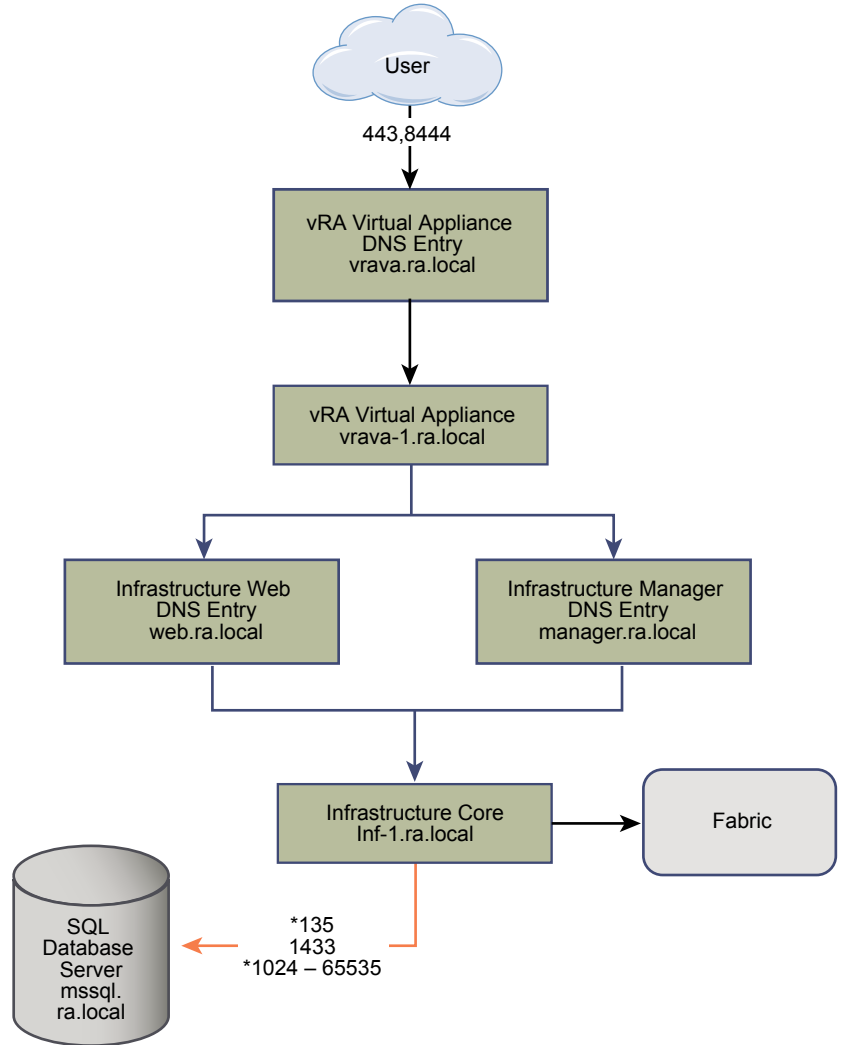 User
443,8444
vRA Virtual Appliance
DNS Entry
vrava.ra.local
vRA Virtual Appliance
vrava-1.ra.local
Infrastructure Web
DNS Entry
web.ra.local
Infrastructure Manager
DNS Entry
manager.ra.local
Infrastructure Core
Inf-1.ra.local
Fabric
SQL
Database
Server
mssql.
ra.local
*135
1433
*1024 – 65535